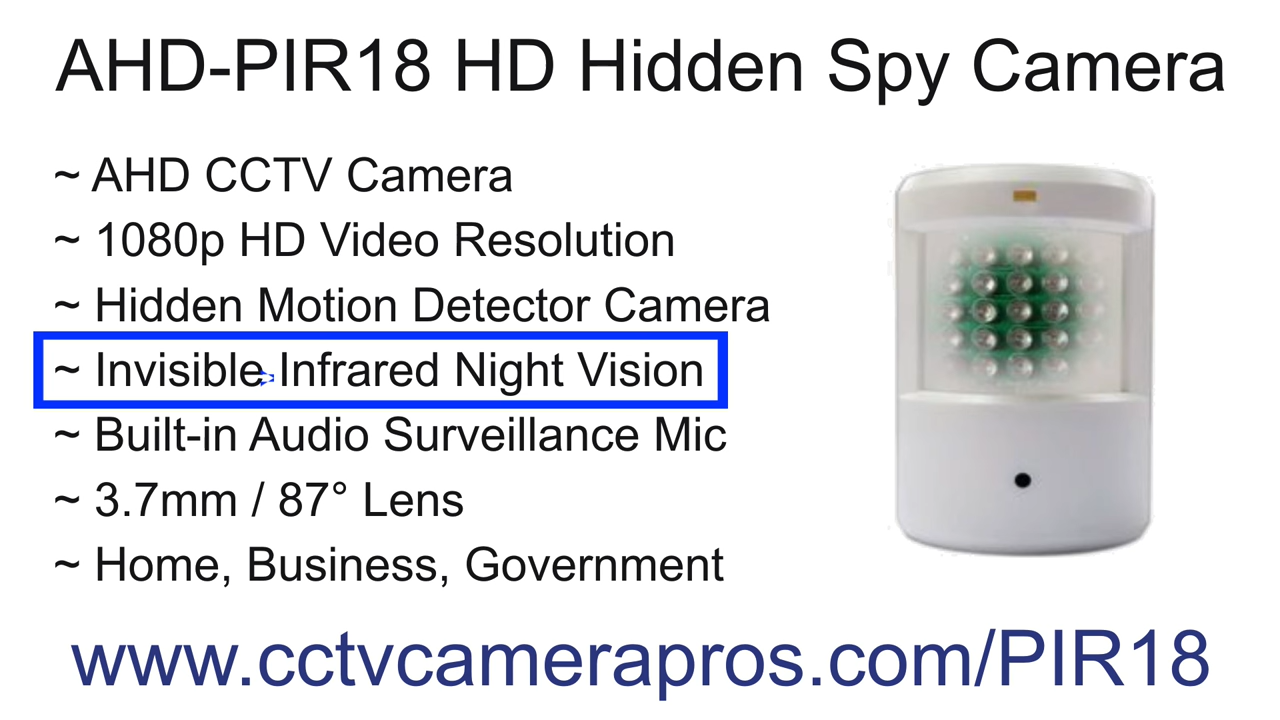 AHD-PIR18 HD Hidden Spy Camera
~ AHD CCTV Camera
~ 1080p HD Video Resolution
~ Hidden Motion Detector Camera
~ Invisible Infrared Night Vision
~ Built-in Audio Surveillance Mic
~ 3.7mm / 87° Lens
~ Home, Business, Government
www.cctvcamerapros.com/PIR18